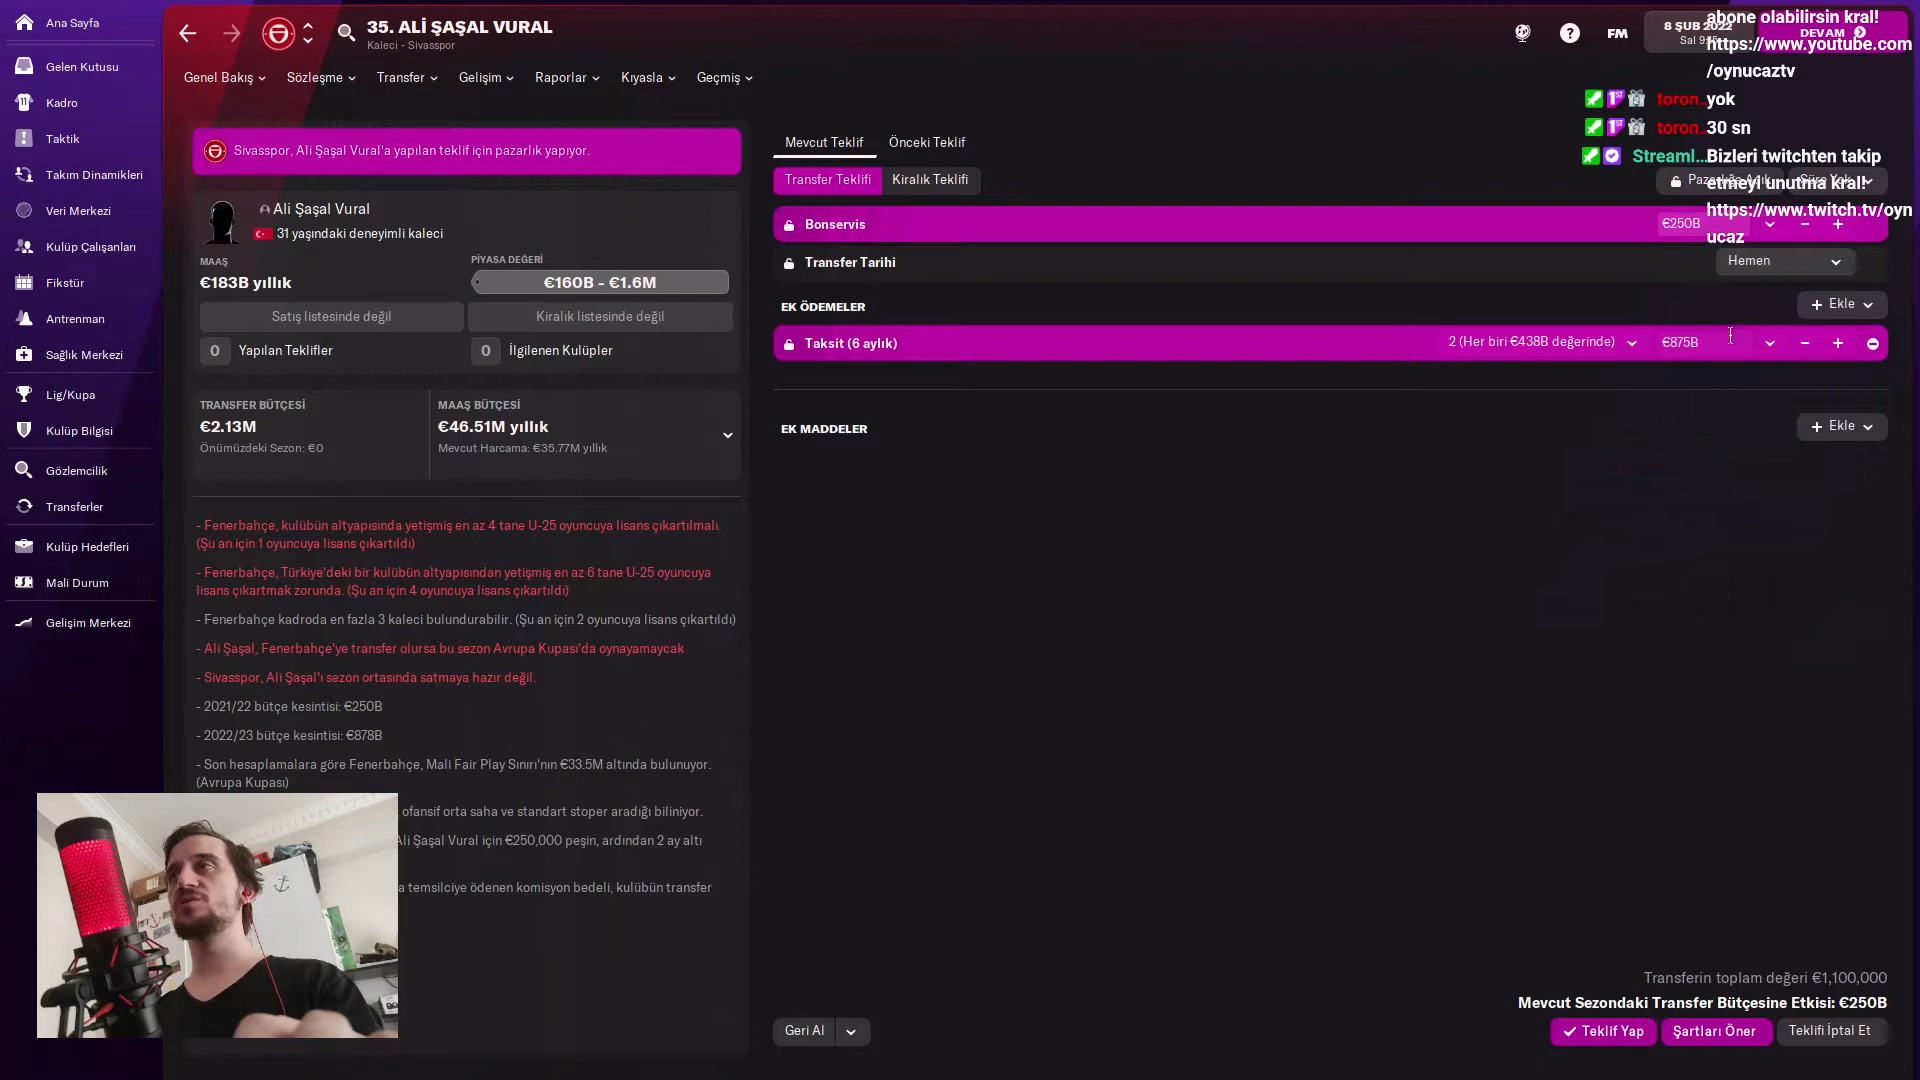 Ana Sayfa
Gelen Kutusu
Kadro
Taktik
Takım Dinamikleri
Veri Merkezi
Kulüp Çalışanları
Fikstür
Antrenman
Sağlık Merkezi
Lig/Kupa
Kulüp Bilgisi
Gözlemcilik
Transferler
Kulüp Hedefleri
Mali Durum
Gelişim Merkezi
35. ALİ ŞAŞAL VURAL
Kaleci - Sivasspor
FM
8 ŞUB 2022
DEVAM
Genel Bakış
Sözleşme
Transfer
Gelişim
Raporlar
Kıyasla
Geçmiş
abone olabilirsin kral!
https://www.youtube.com
/oynucaztv
toron... yok
toron... 30 sn
Streaml... Bizleri twitchten takip
etmeyi unutma kral!
https://www.twitch.tv/oyn
ucaz
Sivasspor, Ali Şaşal Vural'a yapılan teklif için pazarlık yapıyor.
Ali Şaşal Vural
31 yaşındaki deneyimli kaleci
MAAŞ
€183B yıllık
PİYASA DEĞERİ
€160B - €1.6M
Satış listesinde değil
Kiralık listesinde değil
0 Yapılan Teklifler
0 İlgilenen Kulüpler
TRANSFER BÜTÇESİ
€2.13M
Önümüzdeki Sezon: €0
MAAŞ BÜTÇESİ
€46.51M yıllık
Mevcut Harcama: €35.77M yıllık
- Fenerbahçe, kulübün altyapısında yetişmiş en az 4 tane U-25 oyuncuya lisans çıkartılmalı.
(Şu an için 1 oyuncuya lisans çıkartıldı)
- Fenerbahçe, Türkiye'deki bir kulübün altyapısından yetişmiş en az 6 tane U-25 oyuncuya
lisans çıkartmak zorunda. (Şu an için 4 oyuncuya lisans çıkartıldı)
- Fenerbahçe kadroda en fazla 3 kaleci bulundurabilir. (Şu an için 2 oyuncuya lisans çıkartıldı)
- Ali Şaşal, Fenerbahçe'ye transfer olursa bu sezon Avrupa Kupası'da oynayamaycak
- Sivasspor, Ali Şaşal'ı sezon ortasında satmaya hazır değil.
- 2021/22 bütçe kesintisi: €250B
- 2022/23 bütçe kesintisi: €878B
- Son hesaplamalara göre Fenerbahçe, Mali Fair Play Sınırı'nın €33.5M altında bulunuyor.
(Avrupa Kupası)
ofansif orta saha ve standart stoper aradığı biliniyor.
Ali Şaşal Vural için €250,000 peşin, ardından 2 ay altı
a temsilciye ödenen komisyon bedeli, kulübün transfer
Mevcut Teklif
Önceki Teklif
Transfer Teklifi
Kiralık Teklifi
Bonservis
€250B
Transfer Tarihi
Hemen
EK ÖDEMELER
Ekle
Taksit (6 aylık)
2 (Her biri €438B değerinde)
€875B
EK MADDELER
Ekle
Transferin toplam değeri €1,100,000
Mevcut Sezondaki Transfer Bütçesine Etkisi: €250B
Geri Al
Teklif Yap
Şartları Öner
Teklifi İptal Et